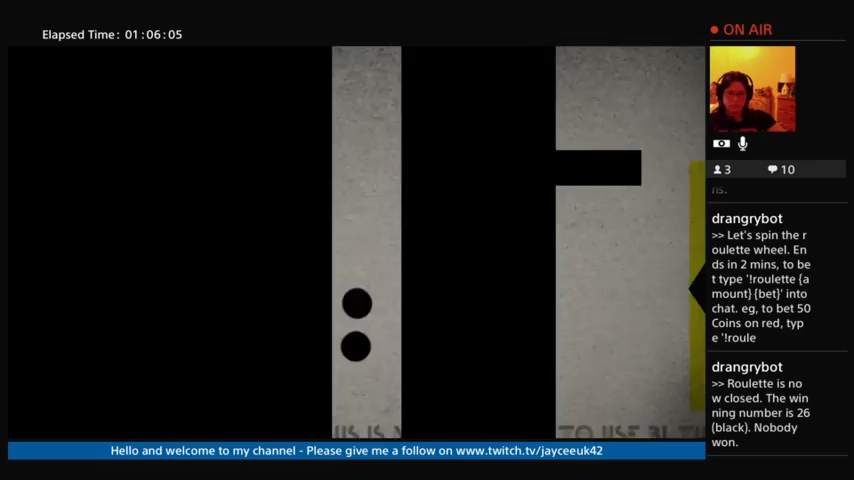 Elapsed Time: 01:06:05
ON AIR
3
10
ns.
drangrybot
>> Let's spin the r
oulette wheel. En
ds in 2 mins, to be
t type '!roulette {a
mount} {bet}' into
chat. eg, to bet 50
Coins on red, typ
e '!roule
drangrybot
>> Roulette is no
w closed. The win
ning number is 26
(black). Nobody
won.
TO USE
Hello and welcome to my channel - Please give me a follow on www.twitch.tv/jayceeuk42